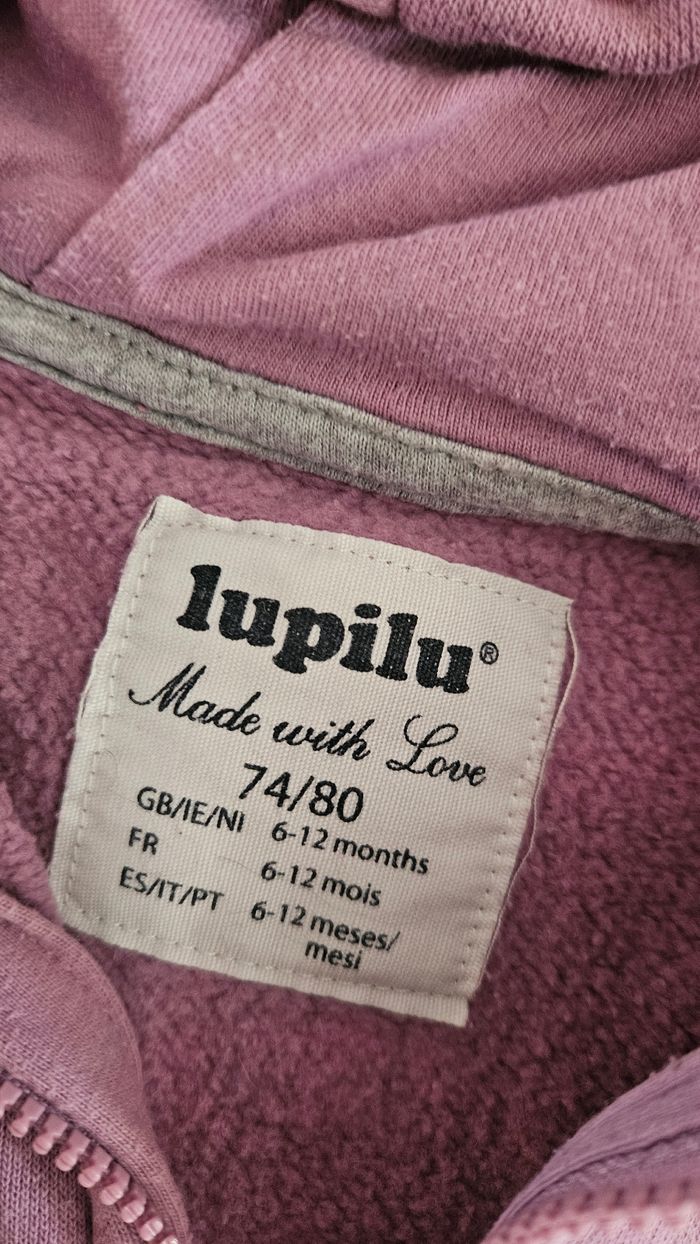 lupilu®
Made with Love
74/80
GB/IE/NI 6-12 months
FR 6-12 mois
ES/IT/PT 6-12 meses/
mesi